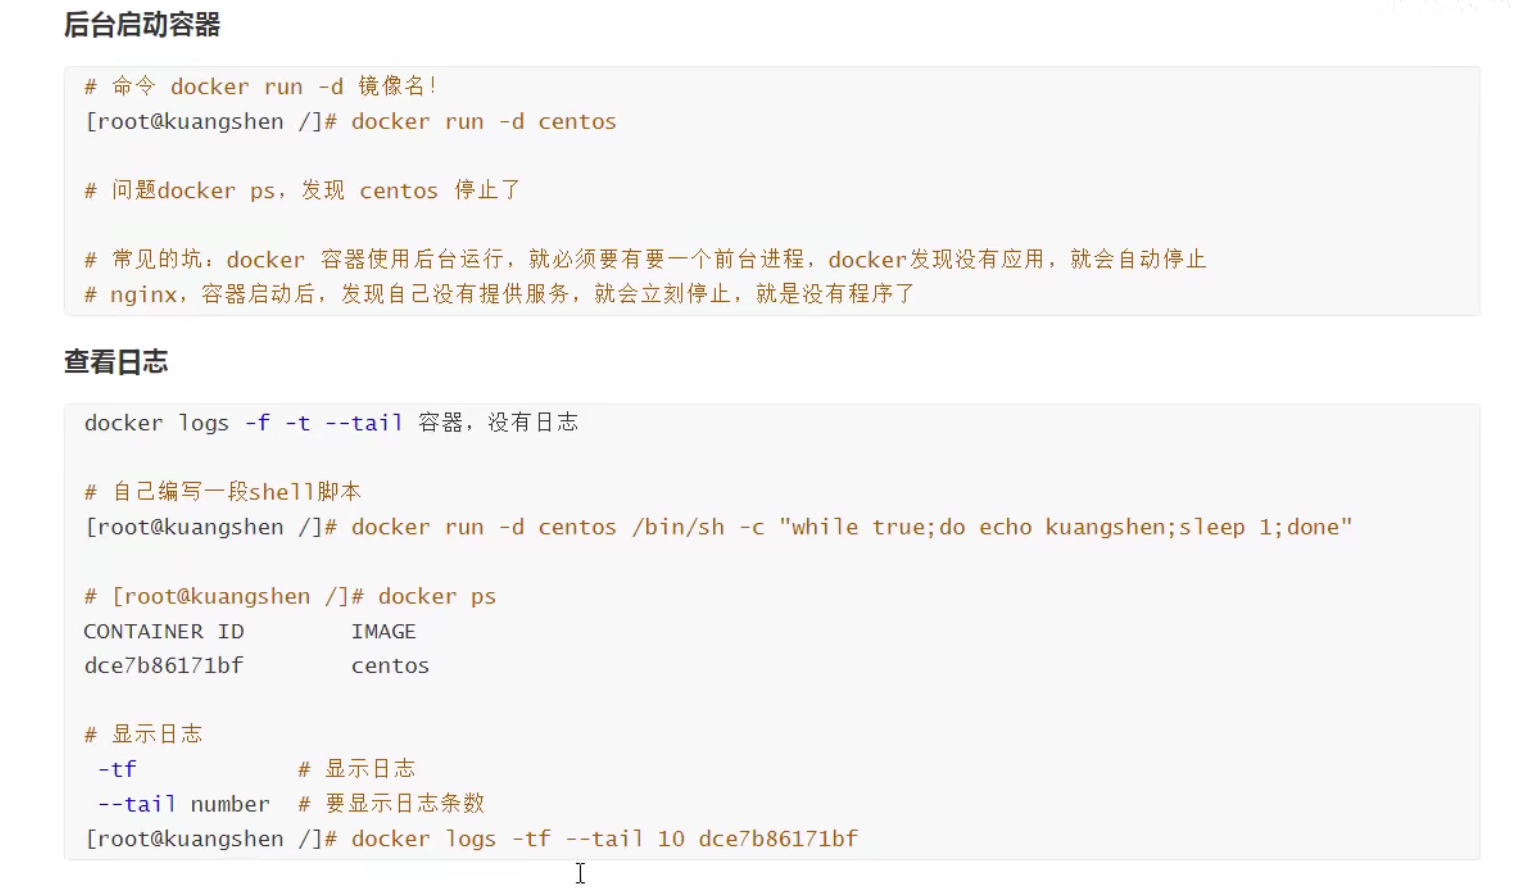 后台启动容器
# 命令 docker run -d 镜像名！
[root@kuangshen /]# docker run -d centos
# 问题docker ps，发现 centos 停止了
# 常见的坑：docker 容器使用后台运行，就必须要有要一个前台进程，docker发现没有应用，就会自动停止
# nginx，容器启动后，发现自己没有提供服务，就会立刻停止，就是没有程序了
查看日志
docker logs -f -t --tail 容器，没有日志
# 自己编写一段shell脚本
[root@kuangshen /]# docker run -d centos /bin/sh -c "while true;do echo kuangshen;sleep 1;done"
# [root@kuangshen /]# docker ps
CONTAINER ID        IMAGE
dce7b86171bf        centos
# 显示日志
-tf            # 显示日志
--tail number  # 要显示日志条数
[root@kuangshen /]# docker logs -tf --tail 10 dce7b86171bf